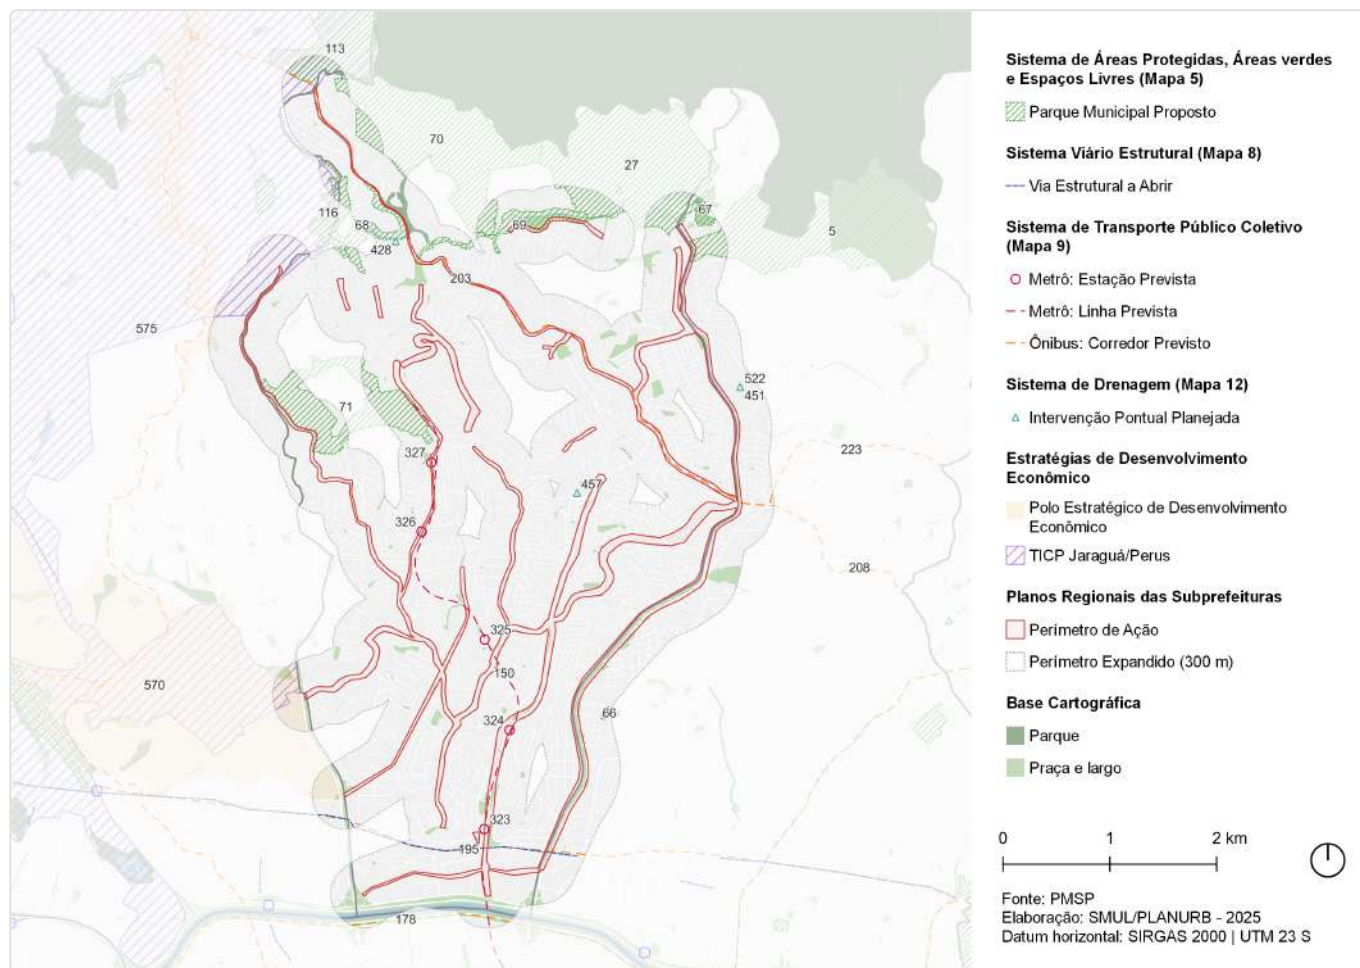 113
70
27
116
68
69
67
5
428
203
575
522
451
71
223
327
457
326
208
325
150
570
324
66
323
195
178
Sistema de Áreas Protegidas, Áreas verdes
e Espaços Livres (Mapa 5)
Parque Municipal Proposto
Sistema Viário Estrutural (Mapa 8)
Via Estrutural a Abrir
Sistema de Transporte Público Coletivo
(Mapa 9)
Metrô: Estação Prevista
Metrô: Linha Prevista
Ônibus: Corredor Previsto
Sistema de Drenagem (Mapa 12)
Intervenção Pontual Planejada
Estratégias de Desenvolvimento
Econômico
Polo Estratégico de Desenvolvimento
Econômico
TICP Jaraguá/Perus
Planos Regionais das Subprefeituras
Perímetro de Ação
Perímetro Expandido (300 m)
Base Cartográfica
Parque
Praça e largo
0 1 2 km
Fonte: PMSP
Elaboração: SMUL/PLANURB - 2025
Datum horizontal: SIRGAS 2000 | UTM 23 S